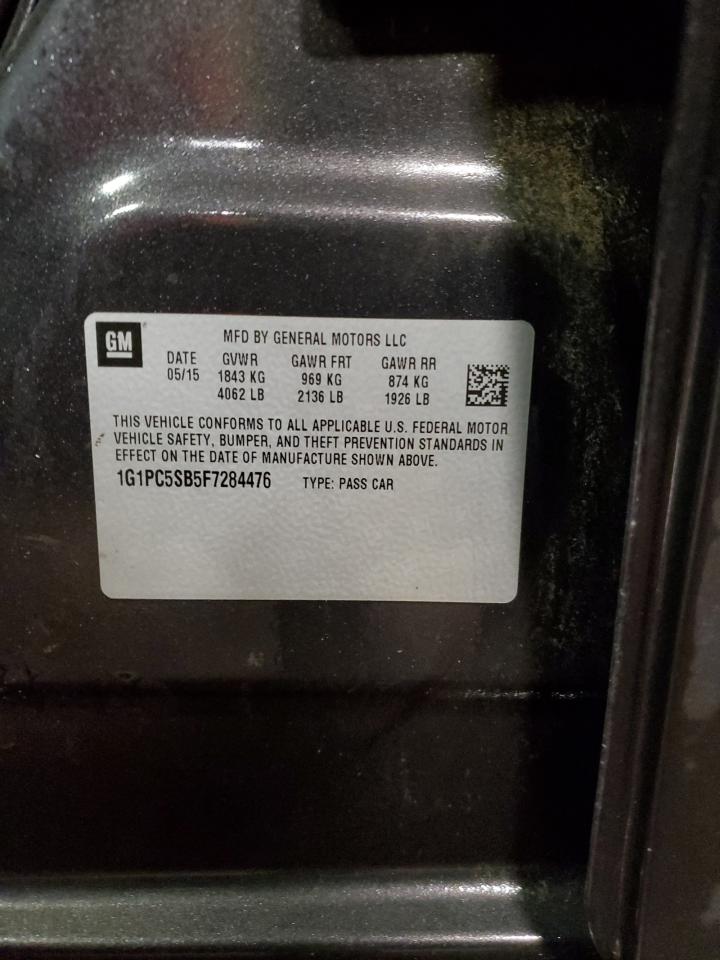 GM
MFD BY GENERAL MOTORS LLC
DATE GVWR GAWR FRT GAWR RR
05/15 1843 KG 969 KG 874 KG
4062 LB 2136 LB 1926 LB
THIS VEHICLE CONFORMS TO ALL APPLICABLE U.S. FEDERAL MOTOR
VEHICLE SAFETY, BUMPER, AND THEFT PREVENTION STANDARDS IN
EFFECT ON THE DATE OF MANUFACTURE SHOWN ABOVE.
1G1PC5SB5F7284476 TYPE: PASS CAR